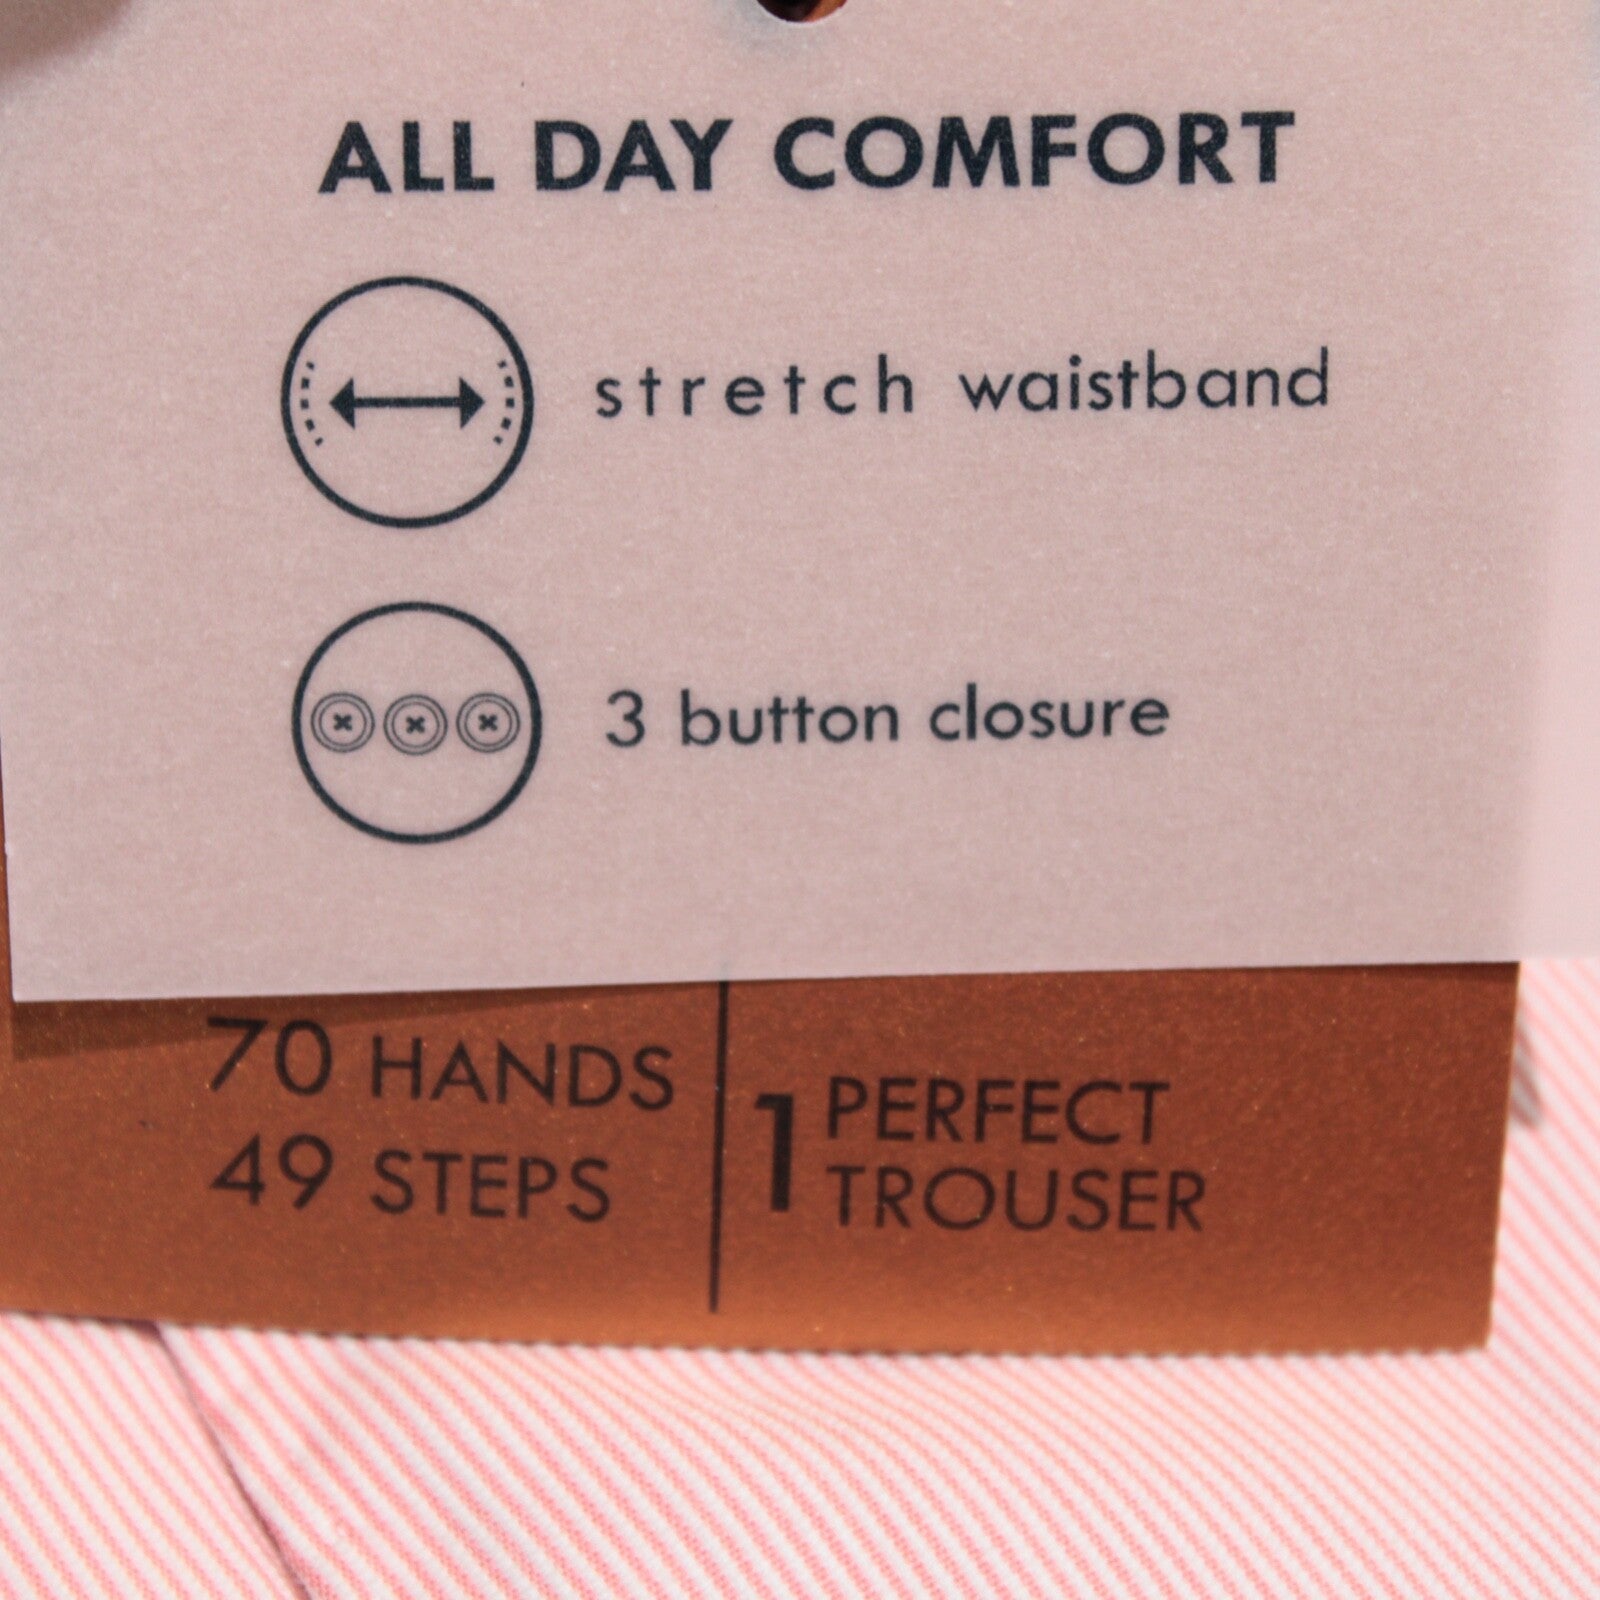 ALL DAY COMFORT
stretch waistband
3 button closure
70 HANDS
49 STEPS
1 PERFECT
TROUSER